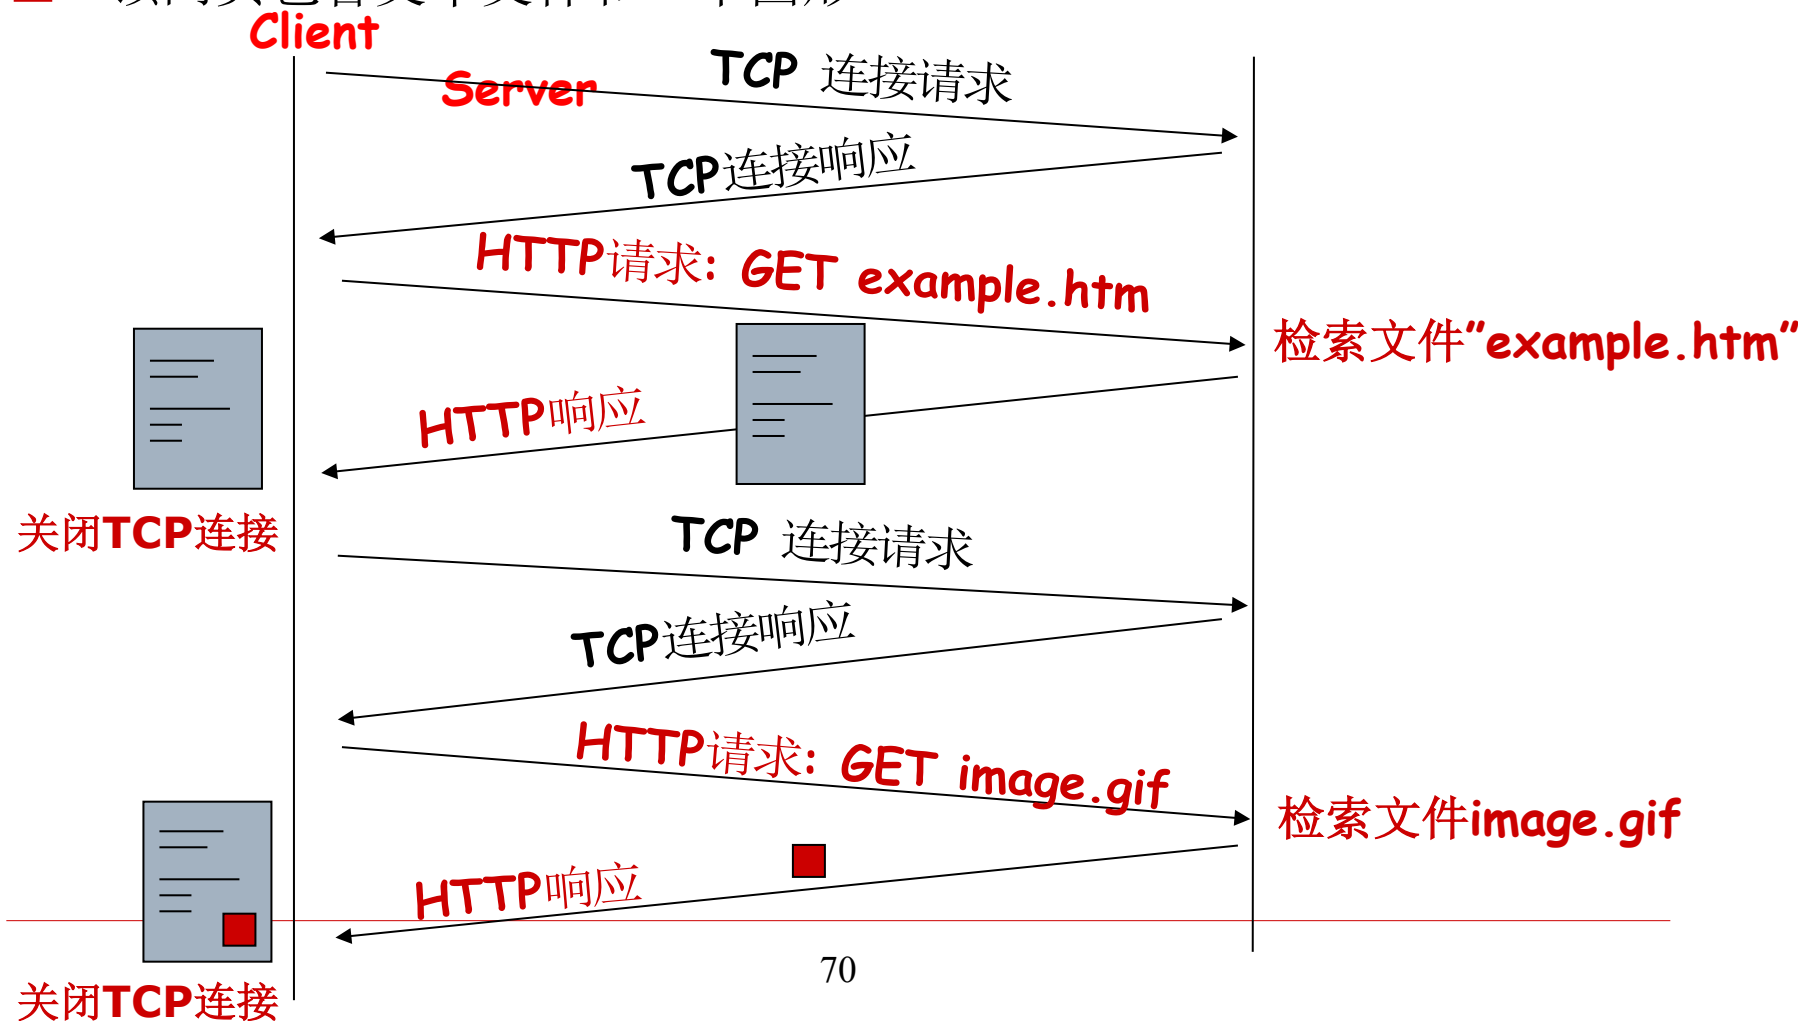 Client
Server
TCP 连接请求
TCP连接响应
HTTP请求: GET example.htm
检索文件”example.htm”
HTTP响应
关闭TCP连接
TCP 连接请求
TCP连接响应
HTTP请求: GET image.gif
检索文件image.gif
HTTP响应
70
关闭TCP连接